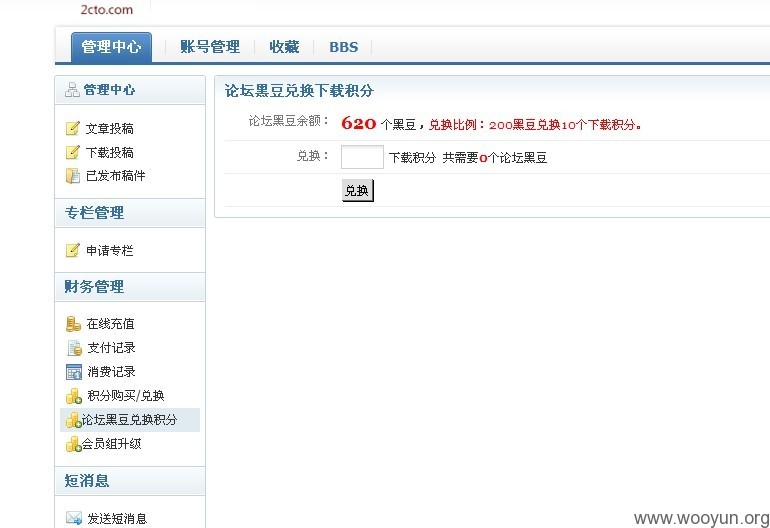 2cto.com
管理中心 账号管理 收藏 BBS
管理中心
文章投稿
下载投稿
已发布稿件
专栏管理
申请专栏
财务管理
在线充值
支付记录
消费记录
积分购买/兑换
论坛黑豆兑换积分
会员组升级
短消息
发送短消息
论坛黑豆兑换下载积分
论坛黑豆余额： 620 个黑豆，兑换比例：200黑豆兑换10个下载积分。
兑换： 下载积分 共需要0个论坛黑豆
兑换
www.wooyun.org